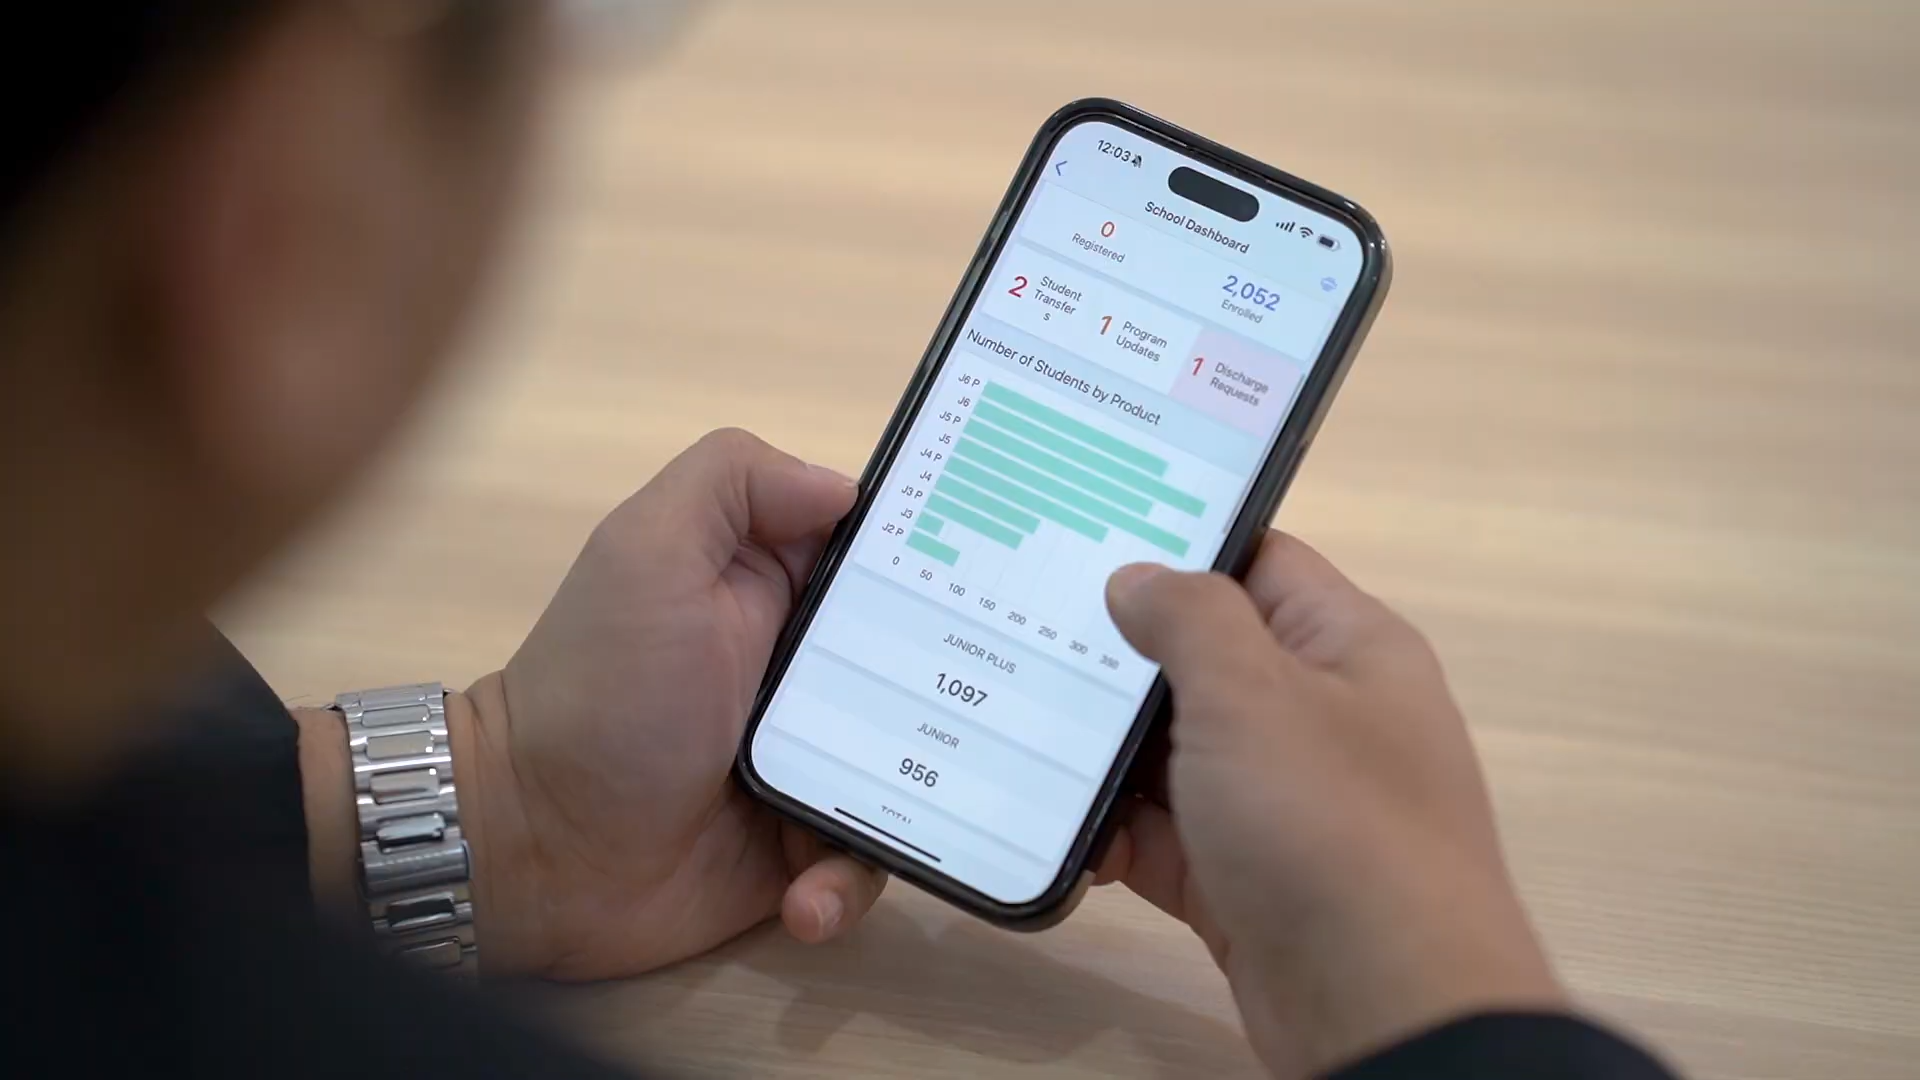 12:03
School Dashboard
0
Registered
2,052
Enrolled
2
Student
Transfer
s
1
Program
Updates
1
Discharge
Requests
Number of Students by Product
J6 P
J6
J5 P
J5
J4 P
J4
J3 P
J3
J2 P
0
50
100
150
200
250
300
350
JUNIOR PLUS
1,097
JUNIOR
956
TOTAL